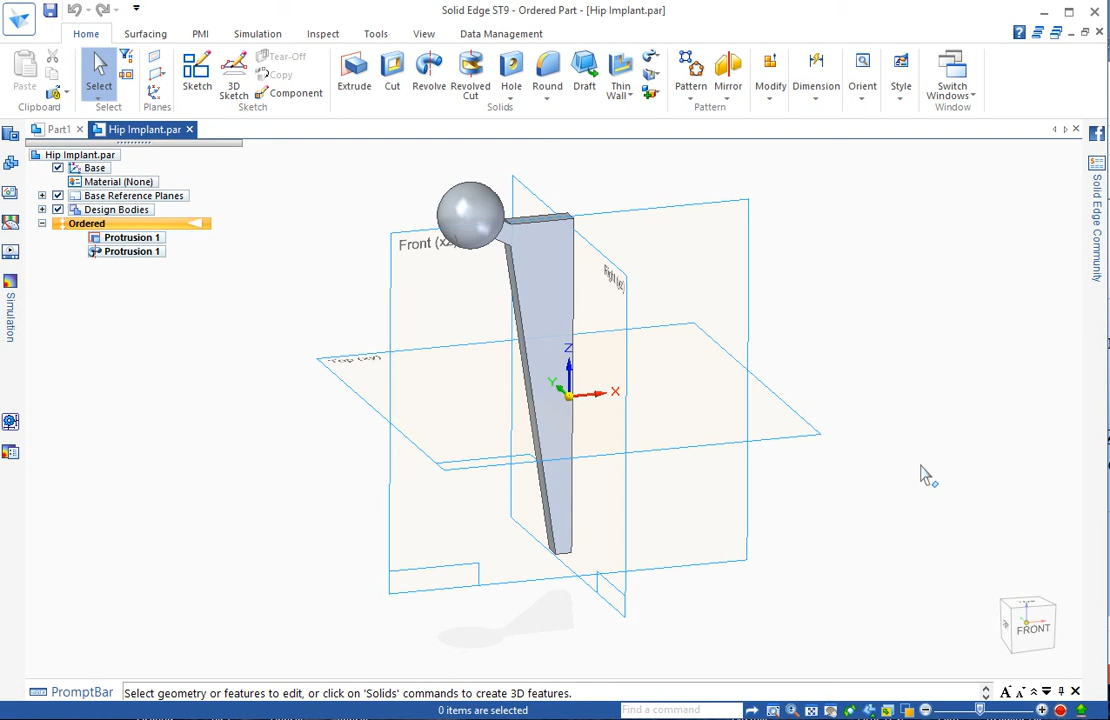 Solid Edge ST9 - Ordered Part - [Hip Implant.par]
Home Surfacing PMI Simulation Inspect Tools View Data Management
Paste
Clipboard
Select
Select
Planes
Sketch
3D Sketch
Tear-Off
Copy
Component
Sketch
Extrude
Cut
Revolve
Revolved Cut
Hole
Round
Draft
Thin Wall
Solids
Pattern
Mirror
Pattern
Modify
Dimension
Orient
Style
Switch Windows
Window
Part1
Hip Implant.par
Hip Implant.par
Base
Material (None)
Base Reference Planes
Design Bodies
Ordered
Protrusion 1
Protrusion 1
Simulation
Solid Edge Community
Front (xz)
Right (yz)
Top (xy)
Z
Y
X
TOP
FRONT
PromptBar
Select geometry or features to edit, or click on 'Solids' commands to create 3D features.
A A
0 items are selected
Find a command